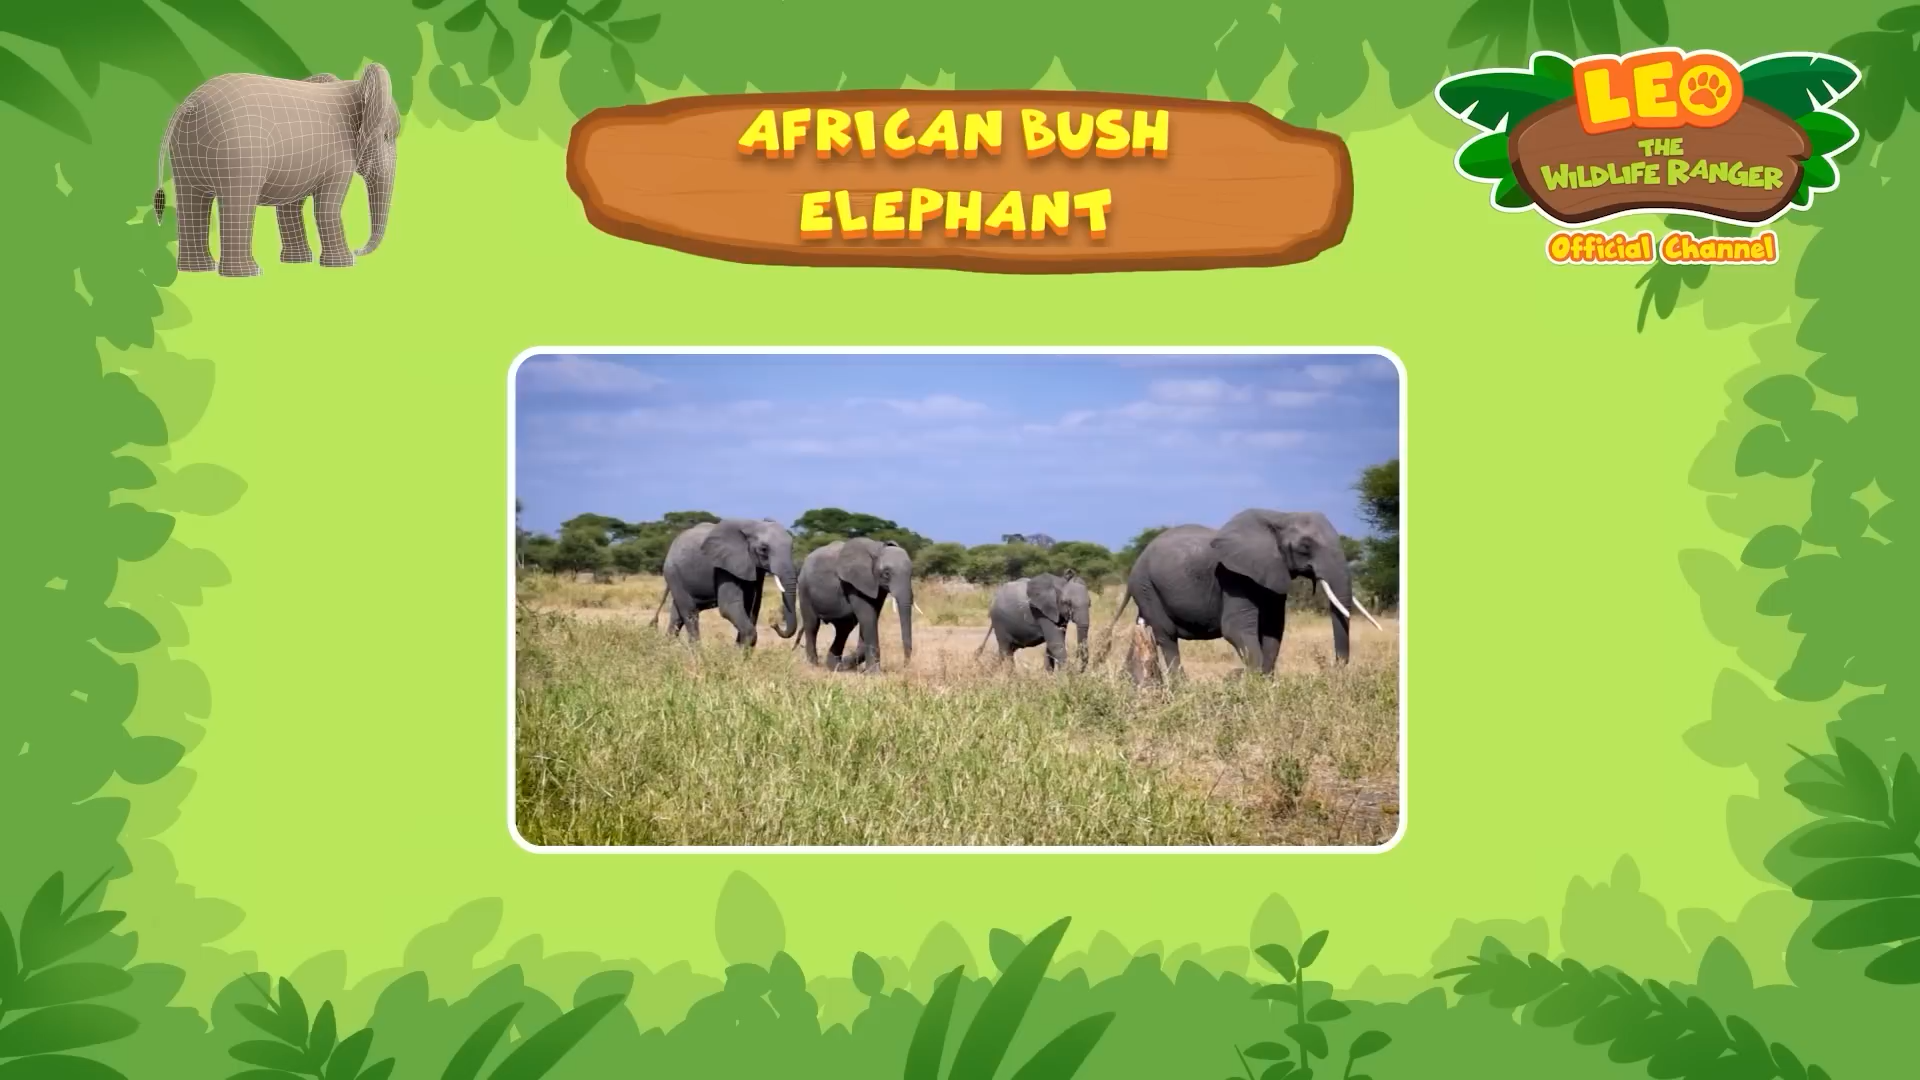 AFRICAN BUSH
ELEPHANT
LEO
THE
WILDLIFE RANGER
Official Channel